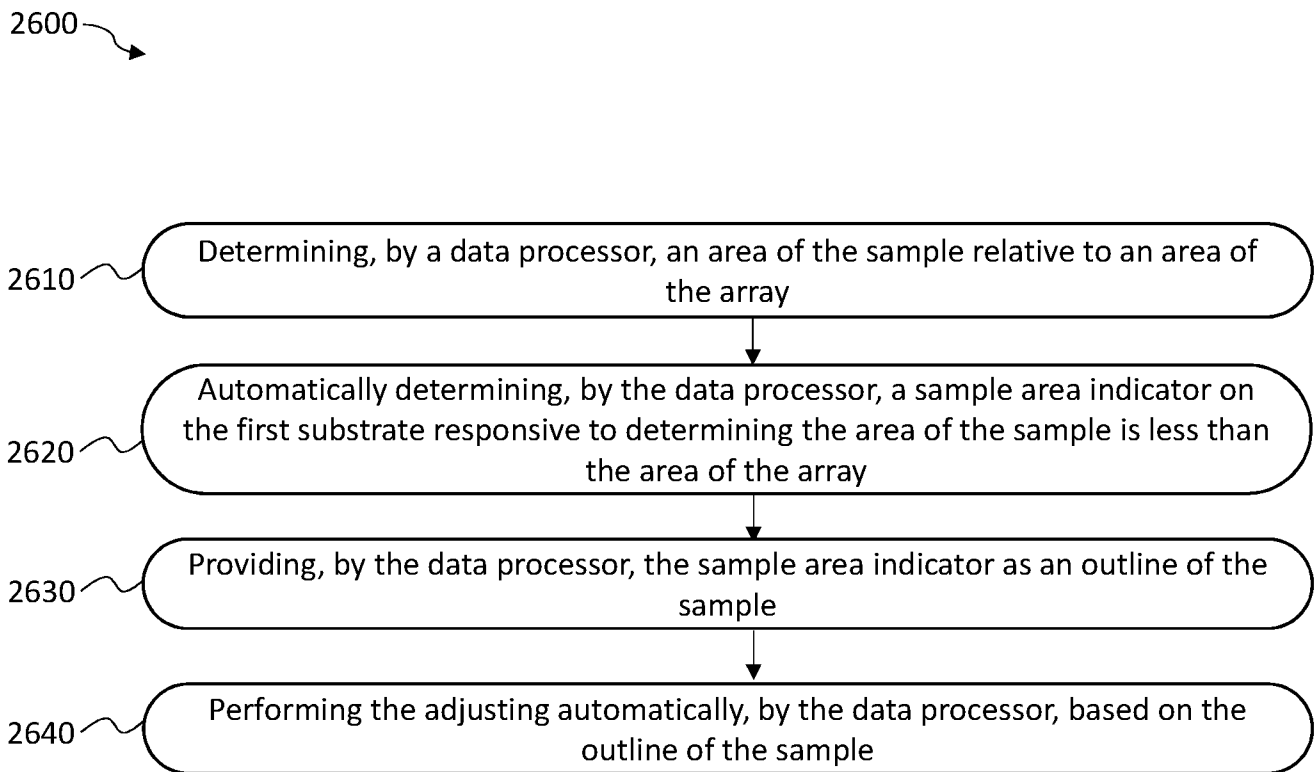 2600
2610
Determining, by a data processor, an area of the sample relative to an area of
the array
2620
Automatically determining, by the data processor, a sample area indicator on
the first substrate responsive to determining the area of the sample is less than
the area of the array
2630
Providing, by the data processor, the sample area indicator as an outline of the
sample
2640
Performing the adjusting automatically, by the data processor, based on the
outline of the sample